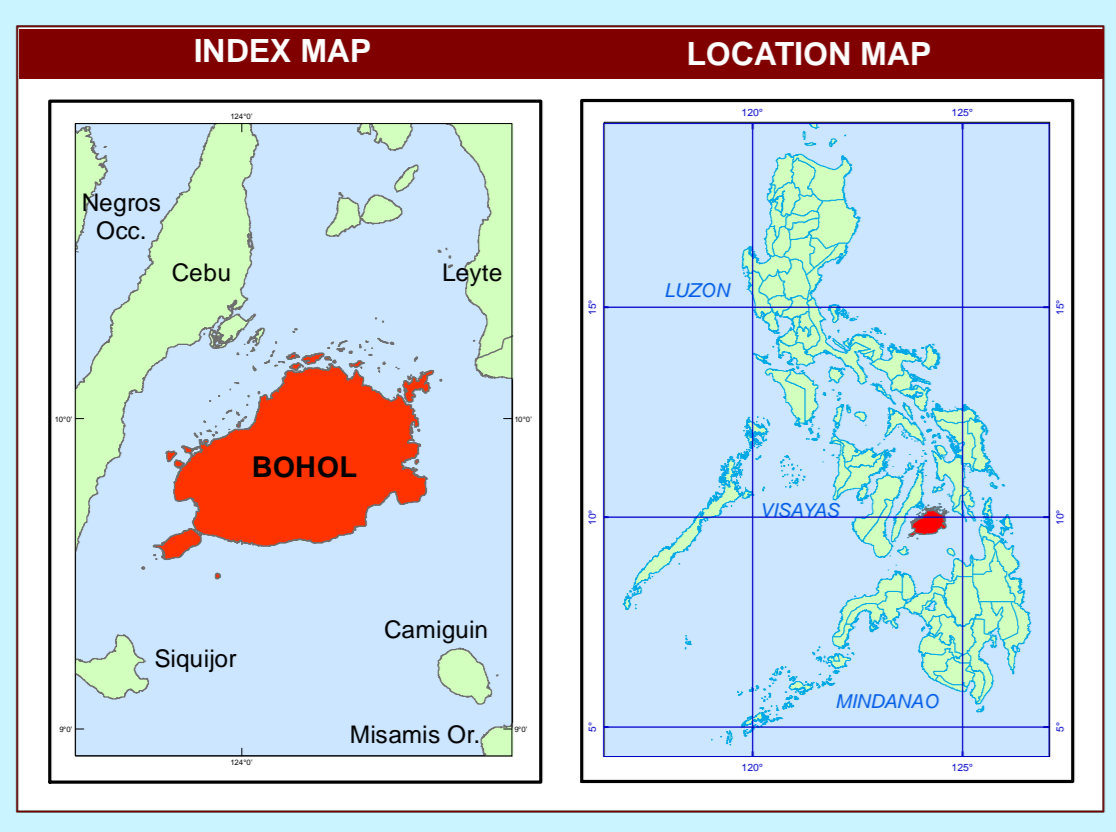 INDEX MAP
124°0'
Negros
Occ.
Cebu
Leyte
10°0'
10°0'
BOHOL
Camiguin
Siquijor
9°0'
Misamis Or.
9°0'
124°0'
LOCATION MAP
120°
125°
LUZON
15°
15°
VISAYAS
10°
10°
MINDANAO
5°
5°
120°
125°